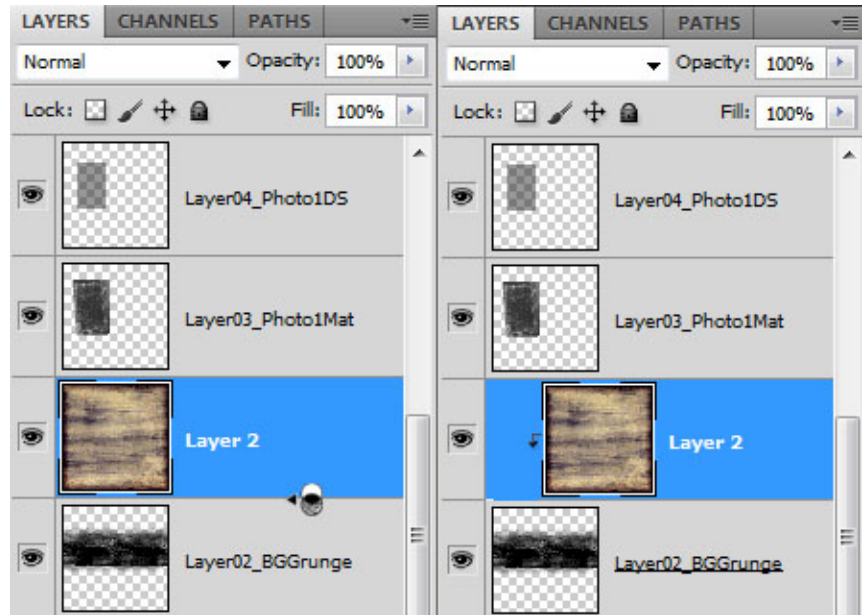 LAYERS CHANNELS PATHS
Normal Opacity: 100%
Lock: Fill: 100%
Layer04_Photo1DS
Layer03_Photo1Mat
Layer 2
Layer02_BGGrunge
LAYERS CHANNELS PATHS
Normal Opacity: 100%
Lock: Fill: 100%
Layer04_Photo1DS
Layer03_Photo1Mat
Layer 2
Layer02_BGGrunge